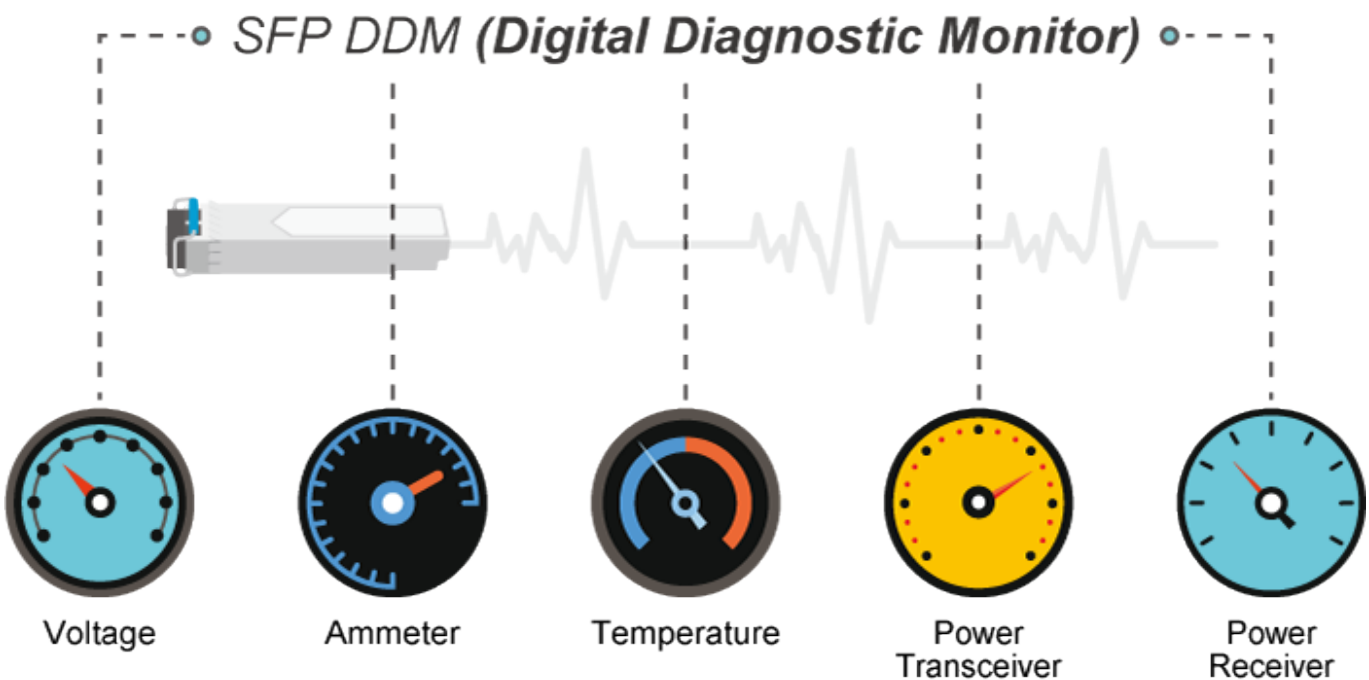 SFP DDM (Digital Diagnostic Monitor)
Voltage
Ammeter
Temperature
Power
Transceiver
Power
Receiver